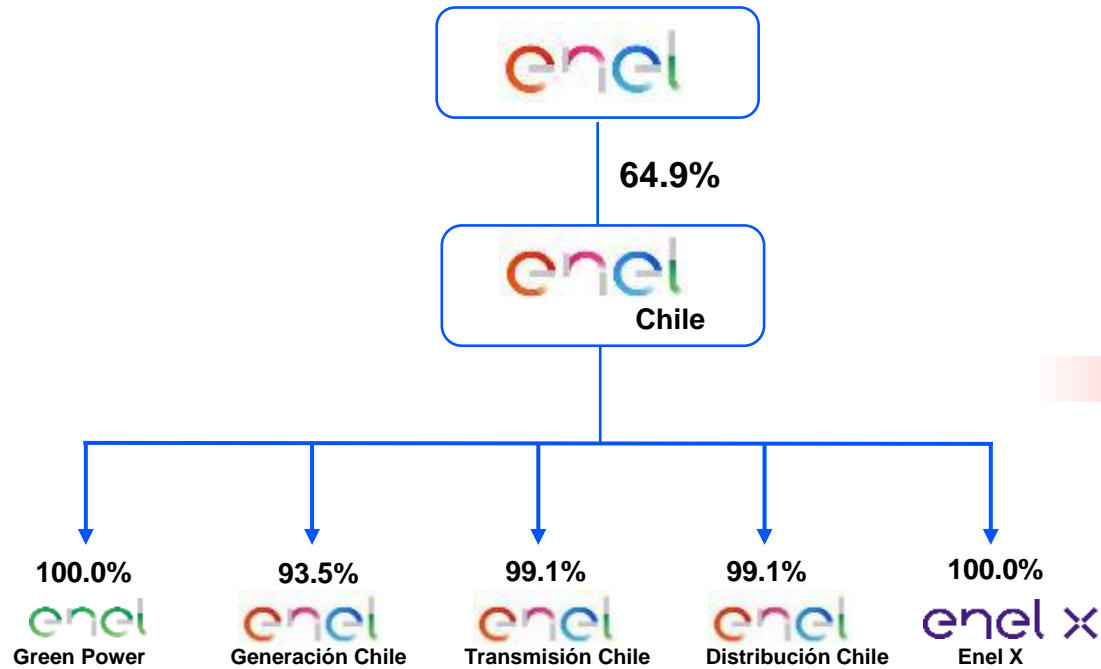 enel
64.9%
enel
Chile
100.0% 93.5% 99.1% 99.1% 100.0%
enel enel enel enel enel x
Green Power Generación Chile Transmisión Chile Distribución Chile Enel X